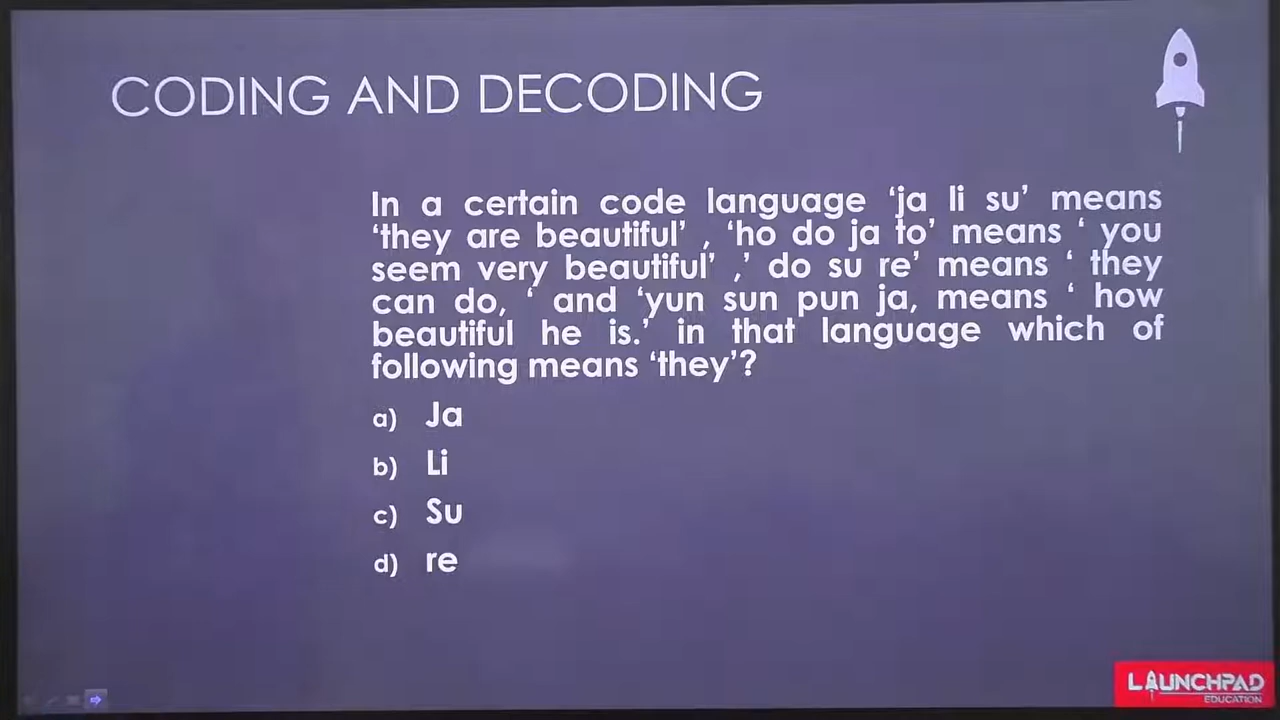 CODING AND DECODING
In a certain code language ‘ja li su’ means
‘they are beautiful’ , ‘ho do ja to’ means ‘ you
seem very beautiful’ ,’ do su re’ means ‘ they
can do, ‘ and ‘yun sun pun ja, means ‘ how
beautiful he is.’ in that language which of
following means ‘they’?
a) Ja
b) Li
c) Su
d) re
LAUNCHPAD
EDUCATION